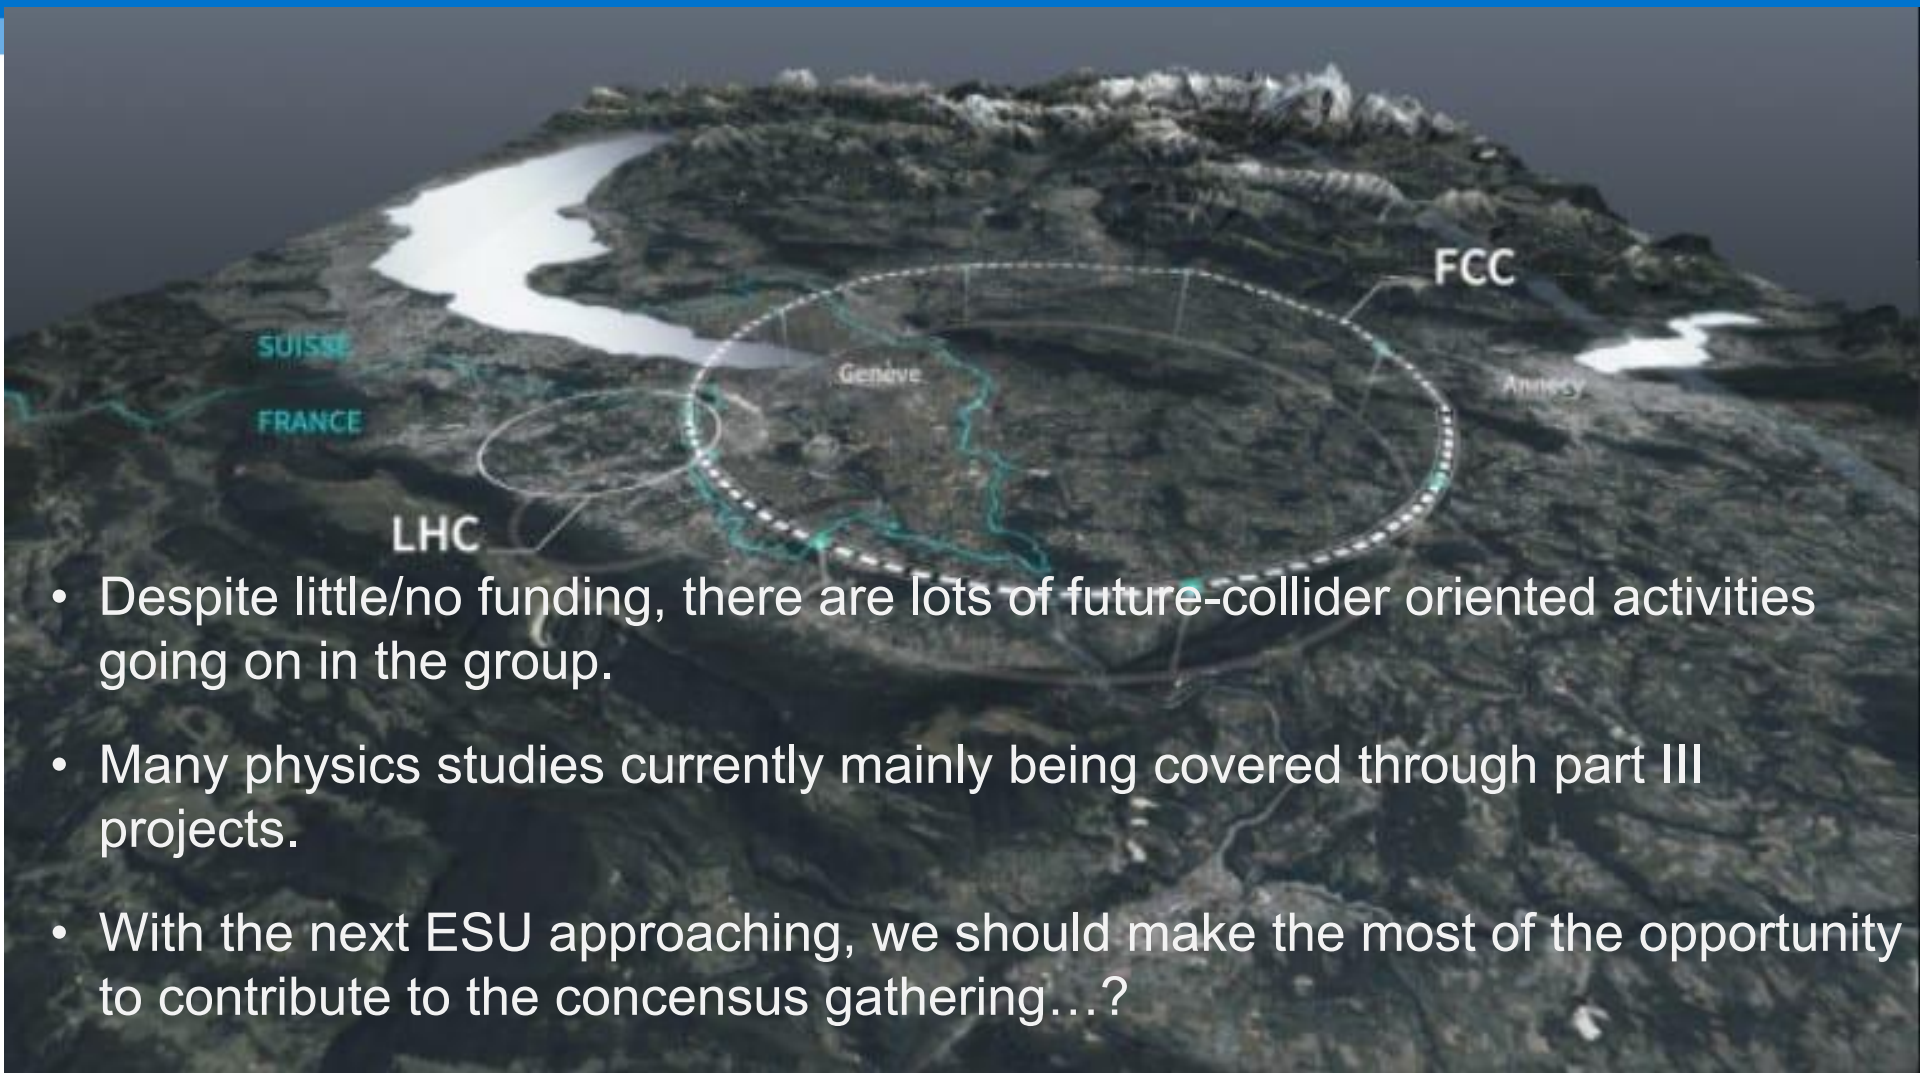 FCC
SUISSE
Genève
Annecy
FRANCE
LHC
• Despite little/no funding, there are lots of future-collider oriented activities
going on in the group.
• Many physics studies currently mainly being covered through part III
projects.
• With the next ESU approaching, we should make the most of the opportunity
to contribute to the concensus gathering…?